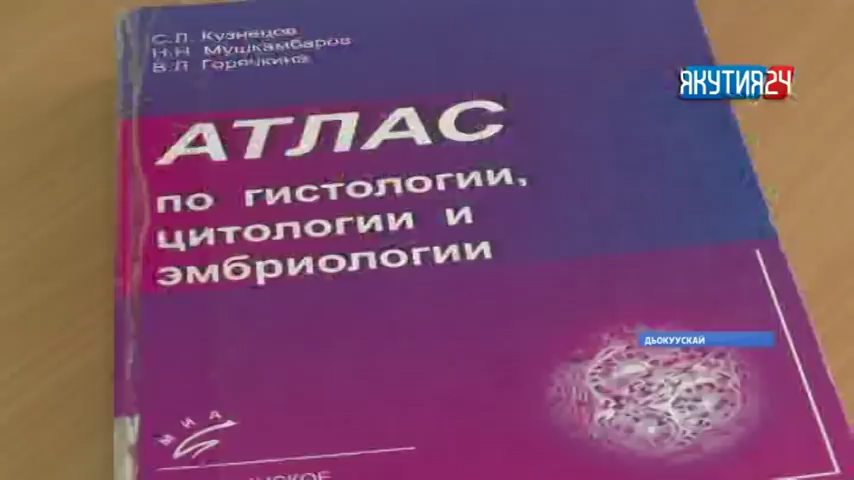 С.Л. Кузнецов
Н.Н. Мушкамбаров
В.Л. Горячкина
ЯКУТИЯ24
АТЛАС
по гистологии,
цитологии и
эмбриологии
ДЬОКУУСКАЙ
МИА